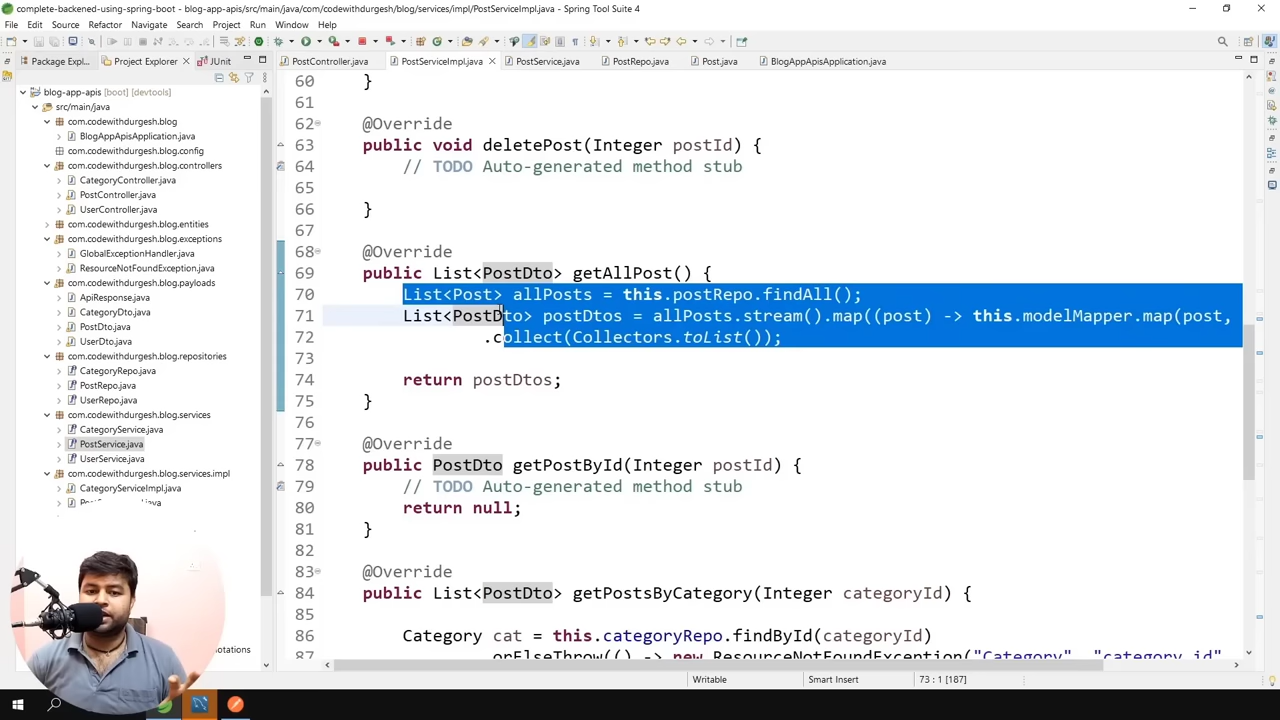 complete-backened-using-spring-boot - blog-app-apis/src/main/java/com/codewithdurgesh/blog/services/impl/PostServiceImpl.java - Spring Tool Suite 4
File Edit Source Refactor Navigate Search Project Run Window Help
Package Expl... Project Explorer JUnit
PostController.java PostServiceImpl.java PostService.java PostRepo.java Post.java BlogAppApisApplication.java
blog-app-apis [boot] [devtools]
src/main/java
com.codewithdurgesh.blog
BlogAppApisApplication.java
com.codewithdurgesh.blog.config
com.codewithdurgesh.blog.controllers
CategoryController.java
PostController.java
UserController.java
com.codewithdurgesh.blog.entities
com.codewithdurgesh.blog.exceptions
GlobalExceptionHandler.java
ResourceNotFoundException.java
com.codewithdurgesh.blog.payloads
ApiResponse.java
CategoryDto.java
PostDto.java
UserDto.java
com.codewithdurgesh.blog.repositories
CategoryRepo.java
PostRepo.java
UserRepo.java
com.codewithdurgesh.blog.services
CategoryService.java
PostService.java
UserService.java
com.codewithdurgesh.blog.services.impl
CategoryServiceImpl.java
60 }
61
62 @Override
63 public void deletePost(Integer postId) {
64 // TODO Auto-generated method stub
65
66 }
67
68 @Override
69 public List<PostDto> getAllPost() {
70 List<Post> allPosts = this.postRepo.findAll();
71 List<PostDto> postDtos = allPosts.stream().map((post) -> this.modelMapper.map(post,
72 .collect(Collectors.toList());
73
74 return postDtos;
75 }
76
77 @Override
78 public PostDto getPostById(Integer postId) {
79 // TODO Auto-generated method stub
80 return null;
81 }
82
83 @Override
84 public List<PostDto> getPostsByCategory(Integer categoryId) {
85
86 Category cat = this.categoryRepo.findById(categoryId)
87 .orElseThrow(() -> new ResourceNotFoundException("Category", "category id"
Writable Smart Insert 73 : 1 [187]